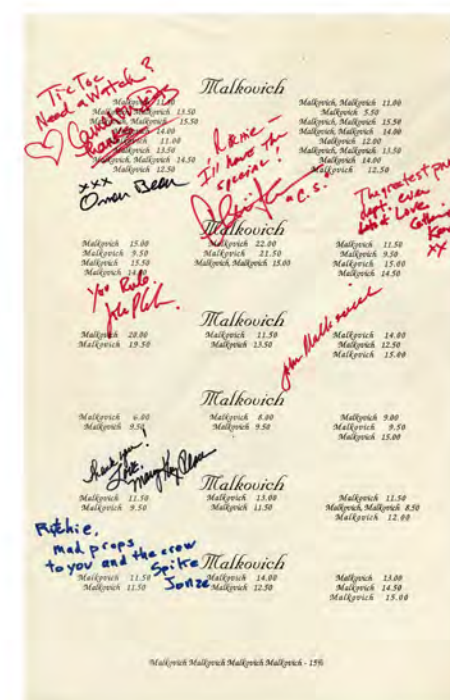 Tic Toc
Need a Watch?
xxx
Orson Bean
Malkovich
Malkovich, Malkovich 11.00
Malkovich 5.50
Malkovich, Malkovich 15.50
Malkovich, Malkovich 14.00
Malkovich 12.00
Malkovich, Malkovich 13.50
Malkovich 14.00
Malkovich 12.50
I'll have the
special!
"C.S."
The greatest
dept. ever
Love
XX
Malkovich 15.00
Malkovich 9.50
Malkovich 15.50
Malkovich 14.00
Malkovich
Malkovich 22.00
Malkovich 21.50
Malkovich, Malkovich 15.00
Malkovich 11.50
Malkovich 9.50
Malkovich 15.00
Malkovich 14.50
You Rule
Malkovich 20.00
Malkovich 19.50
Malkovich
Malkovich 11.50
Malkovich 13.50
John Malkovich
Malkovich 14.00
Malkovich 12.50
Malkovich 15.00
Malkovich 6.00
Malkovich 9.50
Malkovich
Malkovich 8.00
Malkovich 9.50
Malkovich 9.00
Malkovich 9.50
Malkovich 15.00
Thank you!
Love
Mary Kay Place
Malkovich 11.50
Malkovich 9.50
Malkovich
Malkovich 13.00
Malkovich 11.50
Malkovich 11.50
Malkovich, Malkovich 8.50
Malkovich 12.00
Ritchie,
mad props
to you and the crew
Spike
Jonze
Malkovich 11.50
Malkovich 11.50
Malkovich
Malkovich 14.00
Malkovich 12.50
Malkovich 13.00
Malkovich 14.50
Malkovich 15.00
Malkovich Malkovich Malkovich Malkovich - 15%